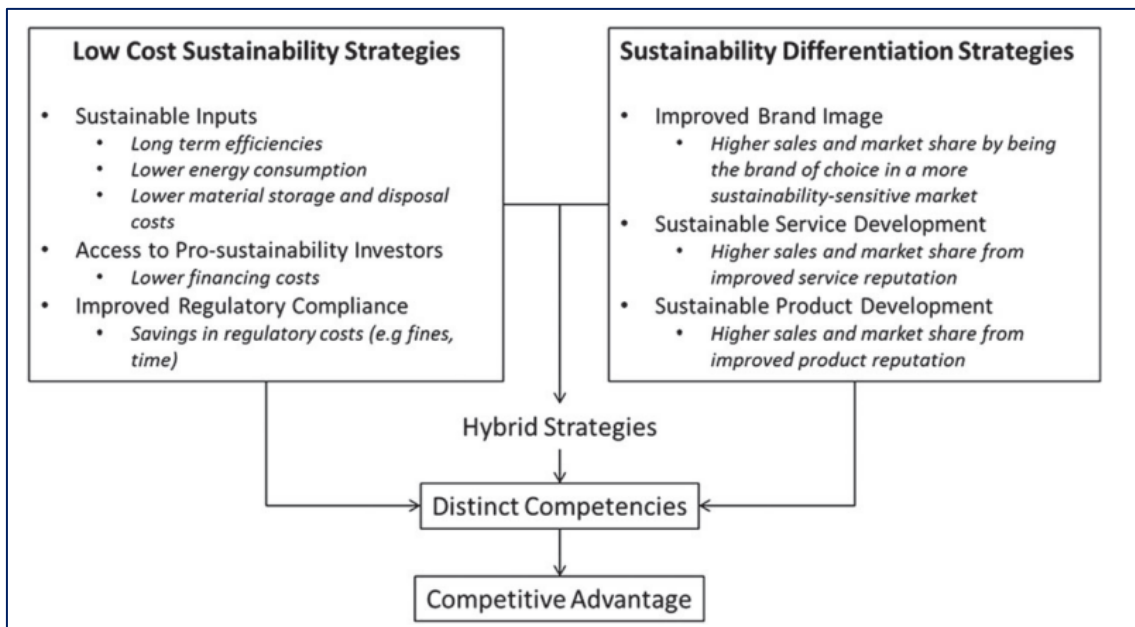 Low Cost Sustainability Strategies
• Sustainable Inputs
• Long term efficiencies
• Lower energy consumption
• Lower material storage and disposal
costs
• Access to Pro-sustainability Investors
• Lower financing costs
• Improved Regulatory Compliance
• Savings in regulatory costs (e.g fines,
time)
Sustainability Differentiation Strategies
• Improved Brand Image
• Higher sales and market share by being
the brand of choice in a more
sustainability-sensitive market
• Sustainable Service Development
• Higher sales and market share from
improved service reputation
• Sustainable Product Development
• Higher sales and market share from
improved product reputation
Hybrid Strategies
Distinct Competencies
Competitive Advantage